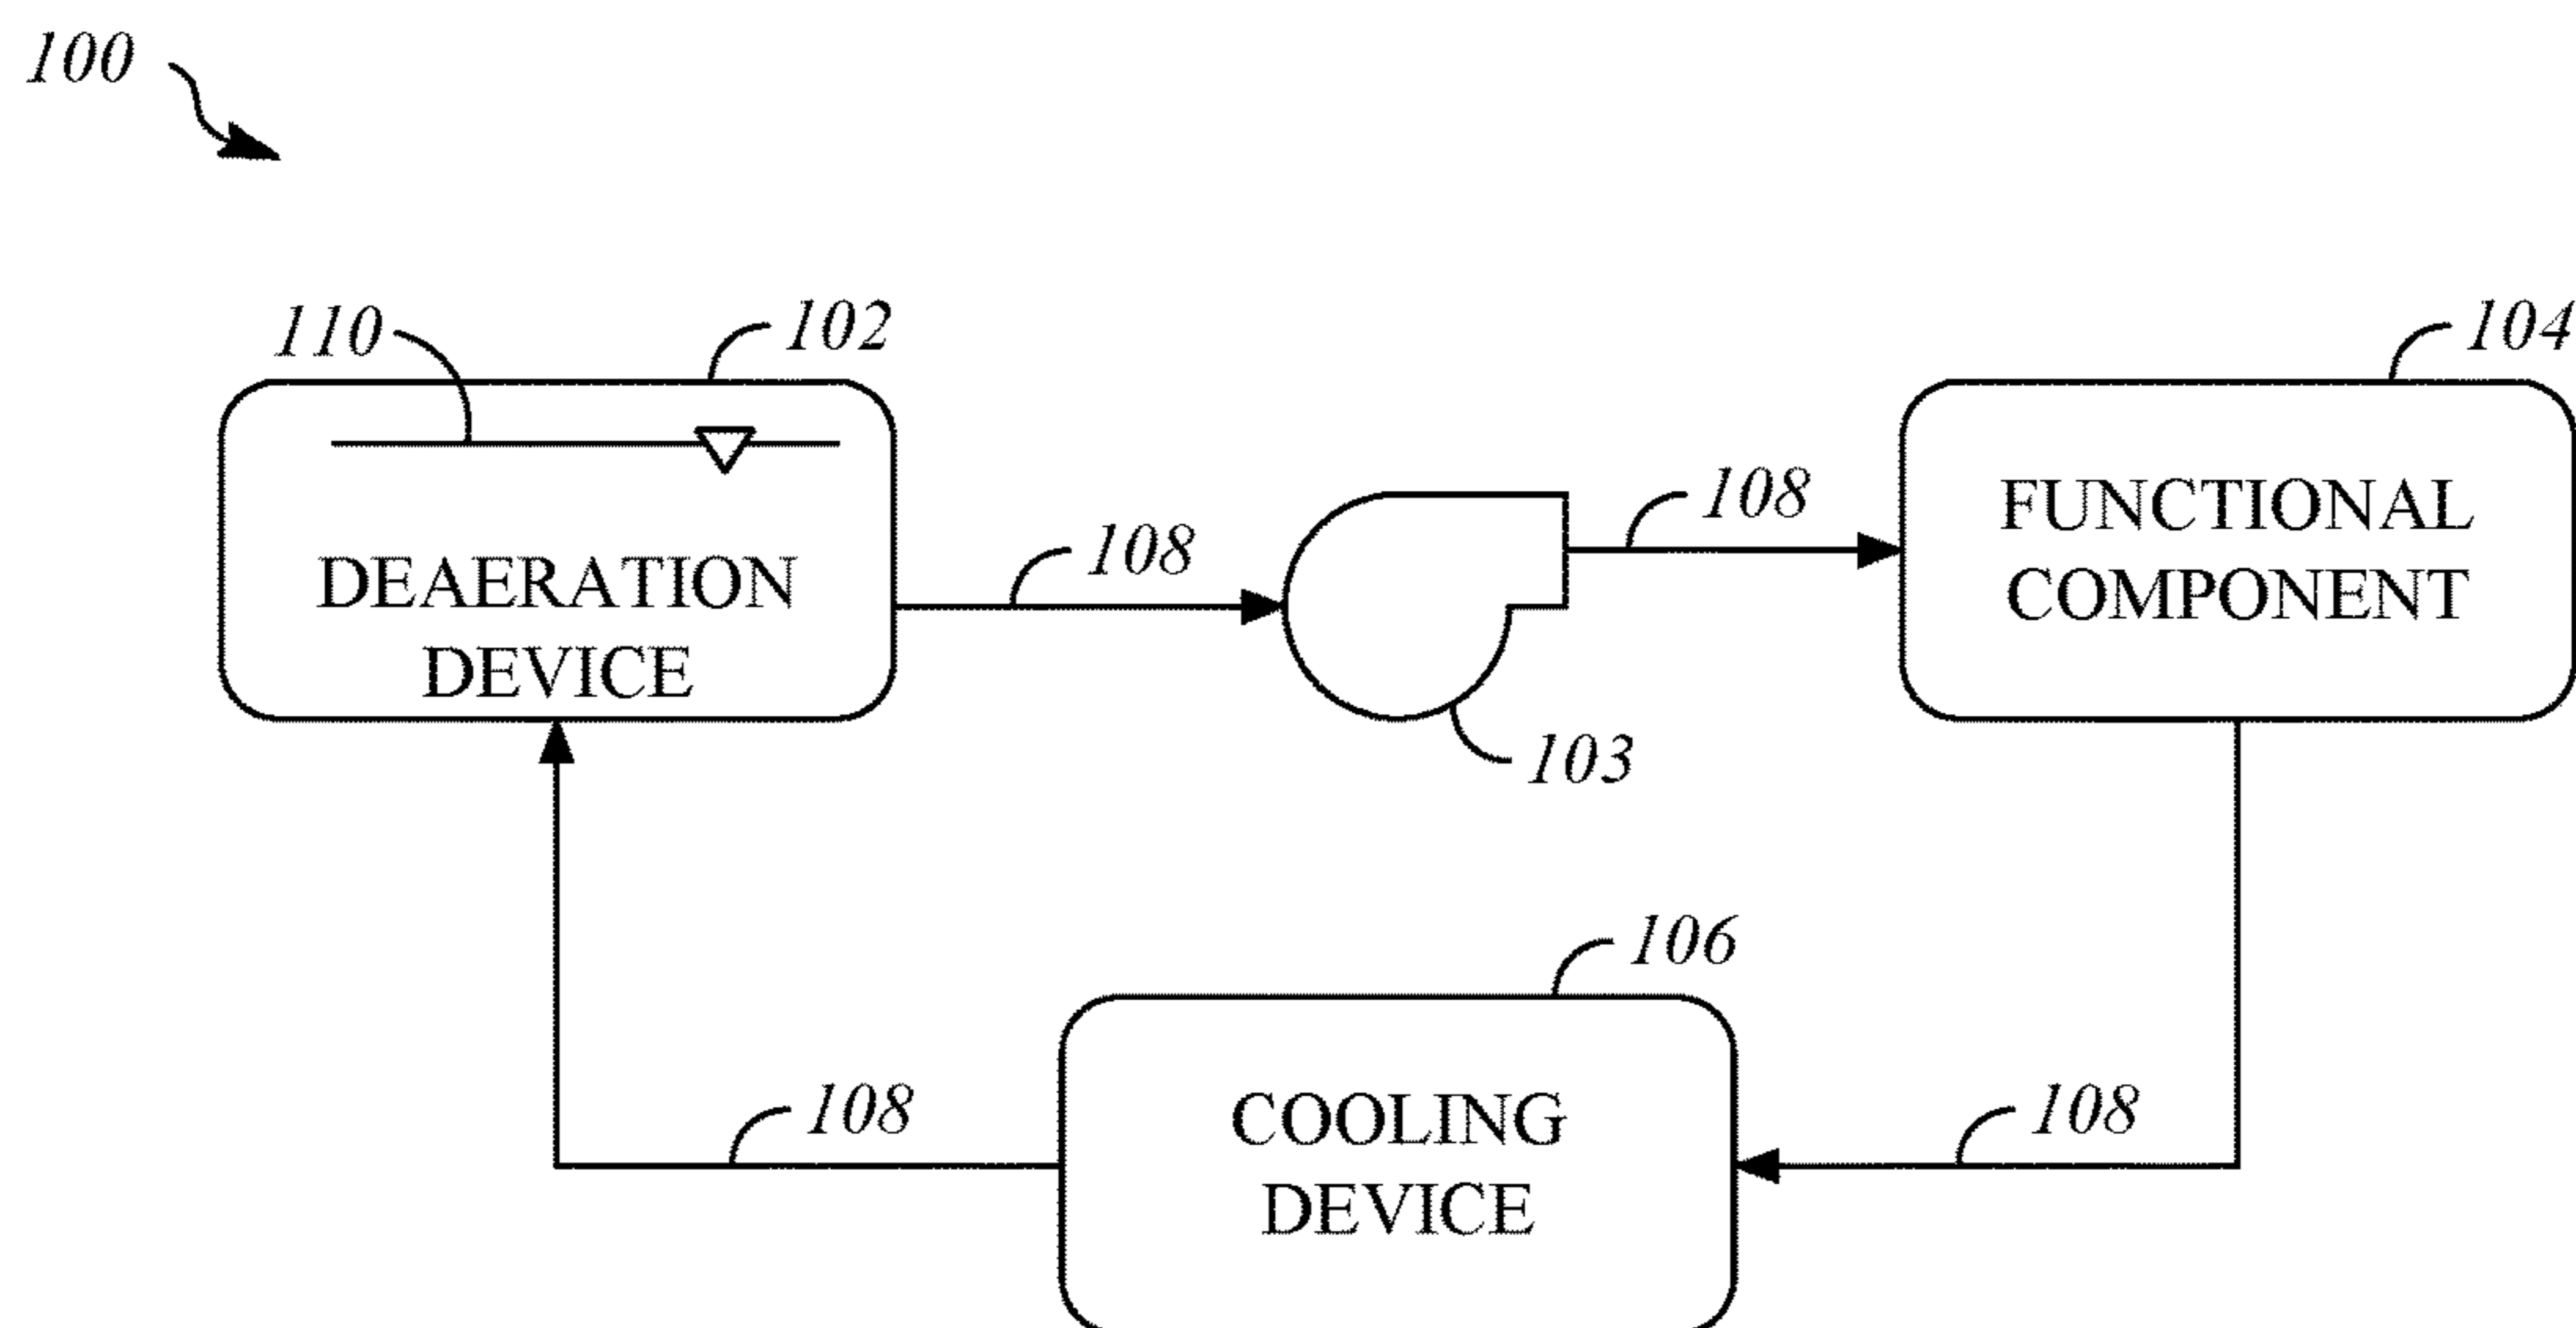 100
110
102
104
DEAERATION
DEVICE
108
108
FUNCTIONAL
COMPONENT
103
106
COOLING
DEVICE
108
108